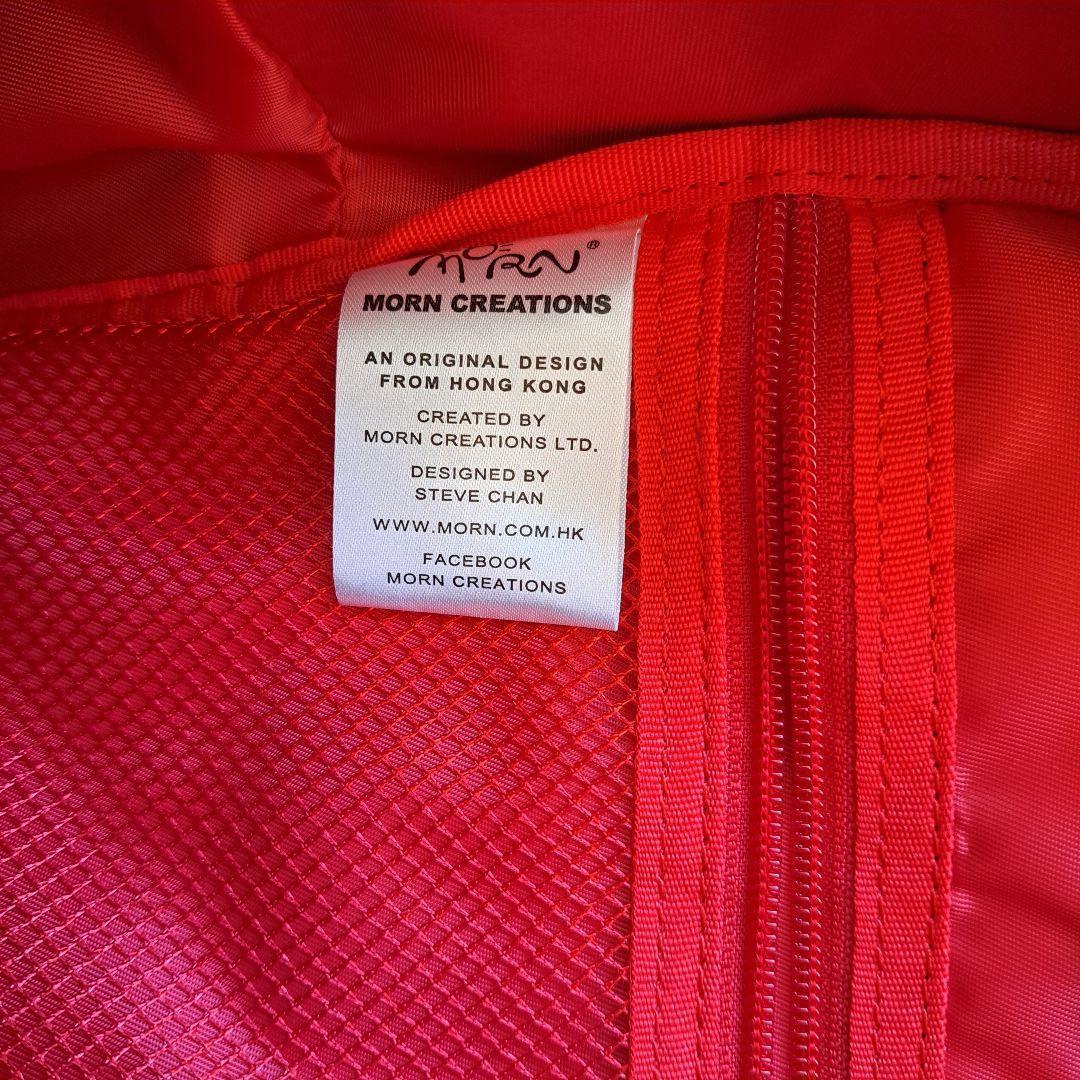 MORN®
MORN CREATIONS
AN ORIGINAL DESIGN
FROM HONG KONG
CREATED BY
MORN CREATIONS LTD.
DESIGNED BY
STEVE CHAN
WWW.MORN.COM.HK
FACEBOOK
MORN CREATIONS